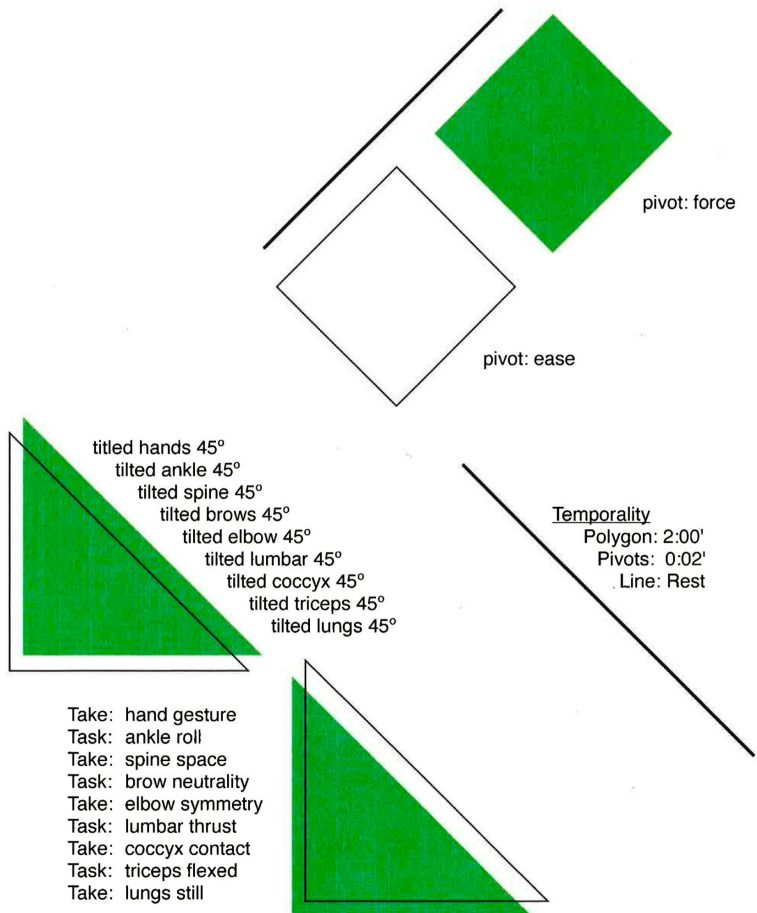 pivot: force
pivot: ease
titled hands 45º
tilted ankle 45º
tilted spine 45º
tilted brows 45º
tilted elbow 45º
tilted lumbar 45º
tilted coccyx 45º
tilted triceps 45º
tilted lungs 45º
Temporality
Polygon: 2:00'
Pivots: 0:02'
Line: Rest
Take: hand gesture
Task: ankle roll
Take: spine space
Task: brow neutrality
Take: elbow symmetry
Task: lumbar thrust
Take: coccyx contact
Task: triceps flexed
Take: lungs still